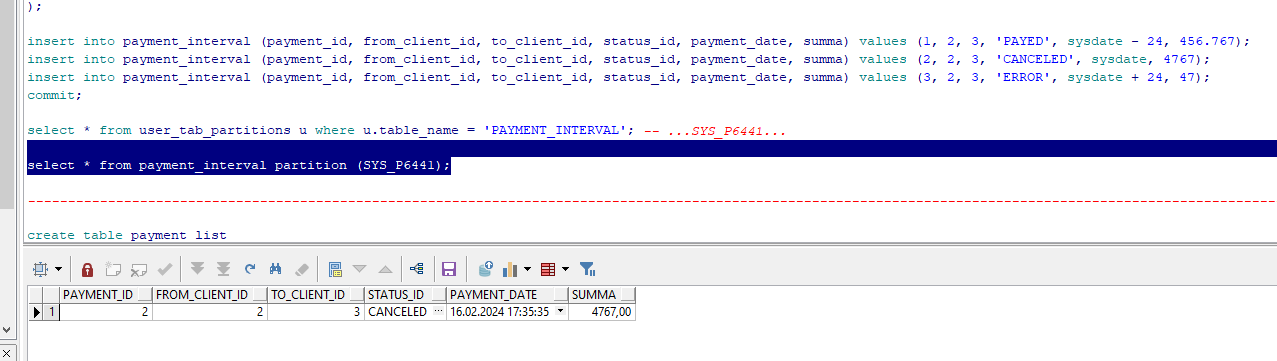 );
insert into payment_interval (payment_id, from_client_id, to_client_id, status_id, payment_date, summa) values (1, 2, 3, 'PAYED', sysdate - 24, 456.767);
insert into payment_interval (payment_id, from_client_id, to_client_id, status_id, payment_date, summa) values (2, 2, 3, 'CANCELED', sysdate, 4767);
insert into payment_interval (payment_id, from_client_id, to_client_id, status_id, payment_date, summa) values (3, 2, 3, 'ERROR', sysdate + 24, 47);
commit;
select * from user_tab_partitions u where u.table_name = 'PAYMENT_INTERVAL'; -- ...SYS_P6441...
select * from payment_interval partition (SYS_P6441);
------------------------------------------------------------------------------------------------------------------------------------------------------------
create table payment_list
PAYMENT_ID FROM_CLIENT_ID TO_CLIENT_ID STATUS_ID PAYMENT_DATE SUMMA
1 2 2 3 CANCELED ... 16.02.2024 17:35:35 4767,00